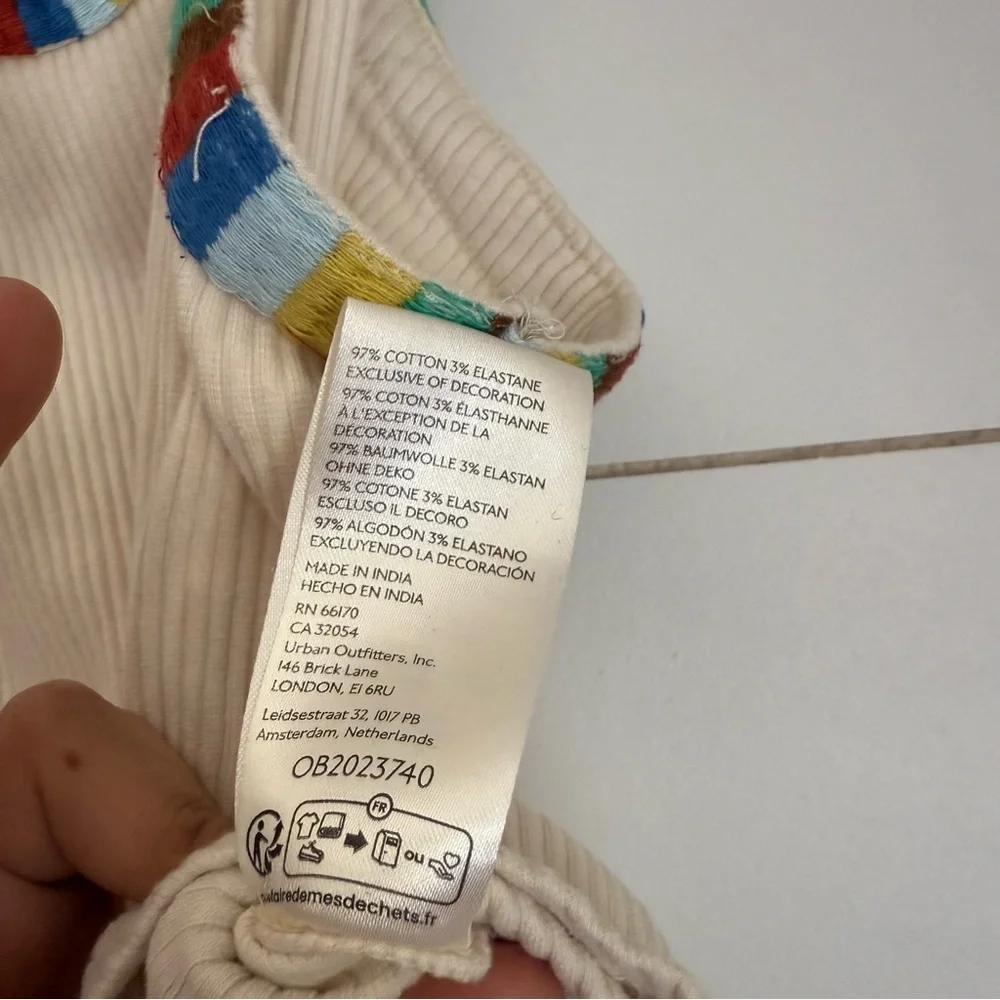 97% COTTON 3% ELASTANE
EXCLUSIVE OF DECORATION
97% COTON 3% ÉLASTHANNE
À L'EXCEPTION DE LA
DÉCORATION
97% BAUMWOLLE 3% ELASTAN
OHNE DEKO
97% COTONE 3% ELASTAN
ESCLUSO IL DECORO
97% ALGODÓN 3% ELASTANO
EXCLUYENDO LA DECORACIÓN
MADE IN INDIA
HECHO EN INDIA
RN 66170
CA 32054
Urban Outfitters, Inc.
146 Brick Lane
LONDON, E1 6RU
Leidsestraat 32, 1017 PB
Amsterdam, Netherlands
OB2023740
FR
ou